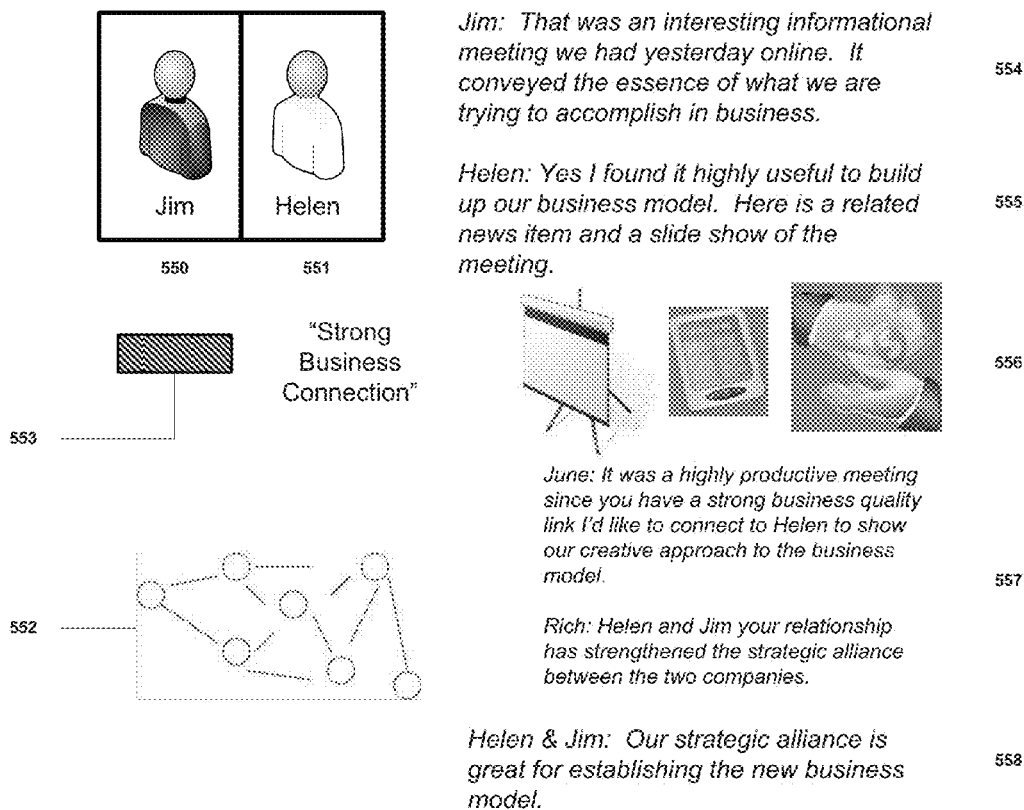 Jim
Helen
550
551
"Strong
Business
Connection"
553
552
Jim: That was an interesting informational
meeting we had yesterday online. It
conveyed the essence of what we are
trying to accomplish in business.
554
Helen: Yes I found it highly useful to build
up our business model. Here is a related
news item and a slide show of the
meeting.
555
556
June: It was a highly productive meeting
since you have a strong business quality
link I'd like to connect to Helen to show
our creative approach to the business
model.
557
Rich: Helen and Jim your relationship
has strengthened the strategic alliance
between the two companies.
Helen & Jim: Our strategic alliance is
great for establishing the new business
model.
558